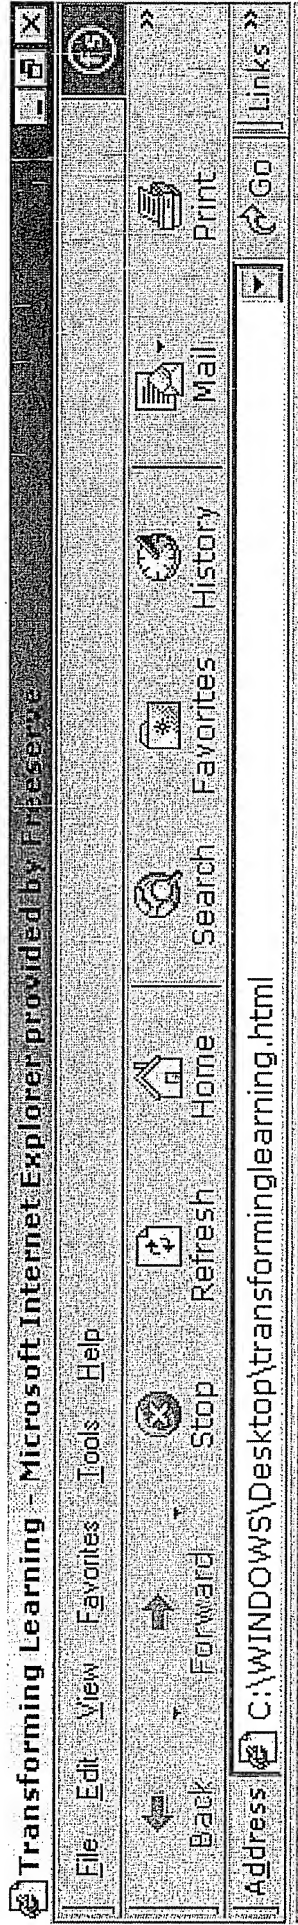 Transforming Learning - Microsoft Internet Explorer provided by Freeserve
File Edit View Favorites Tools Help
fs
Back Forward Stop Refresh Home Search Favorites History Mail Print »
Address C:\WINDOWS\Desktop\transforminglearning.html Go Links »